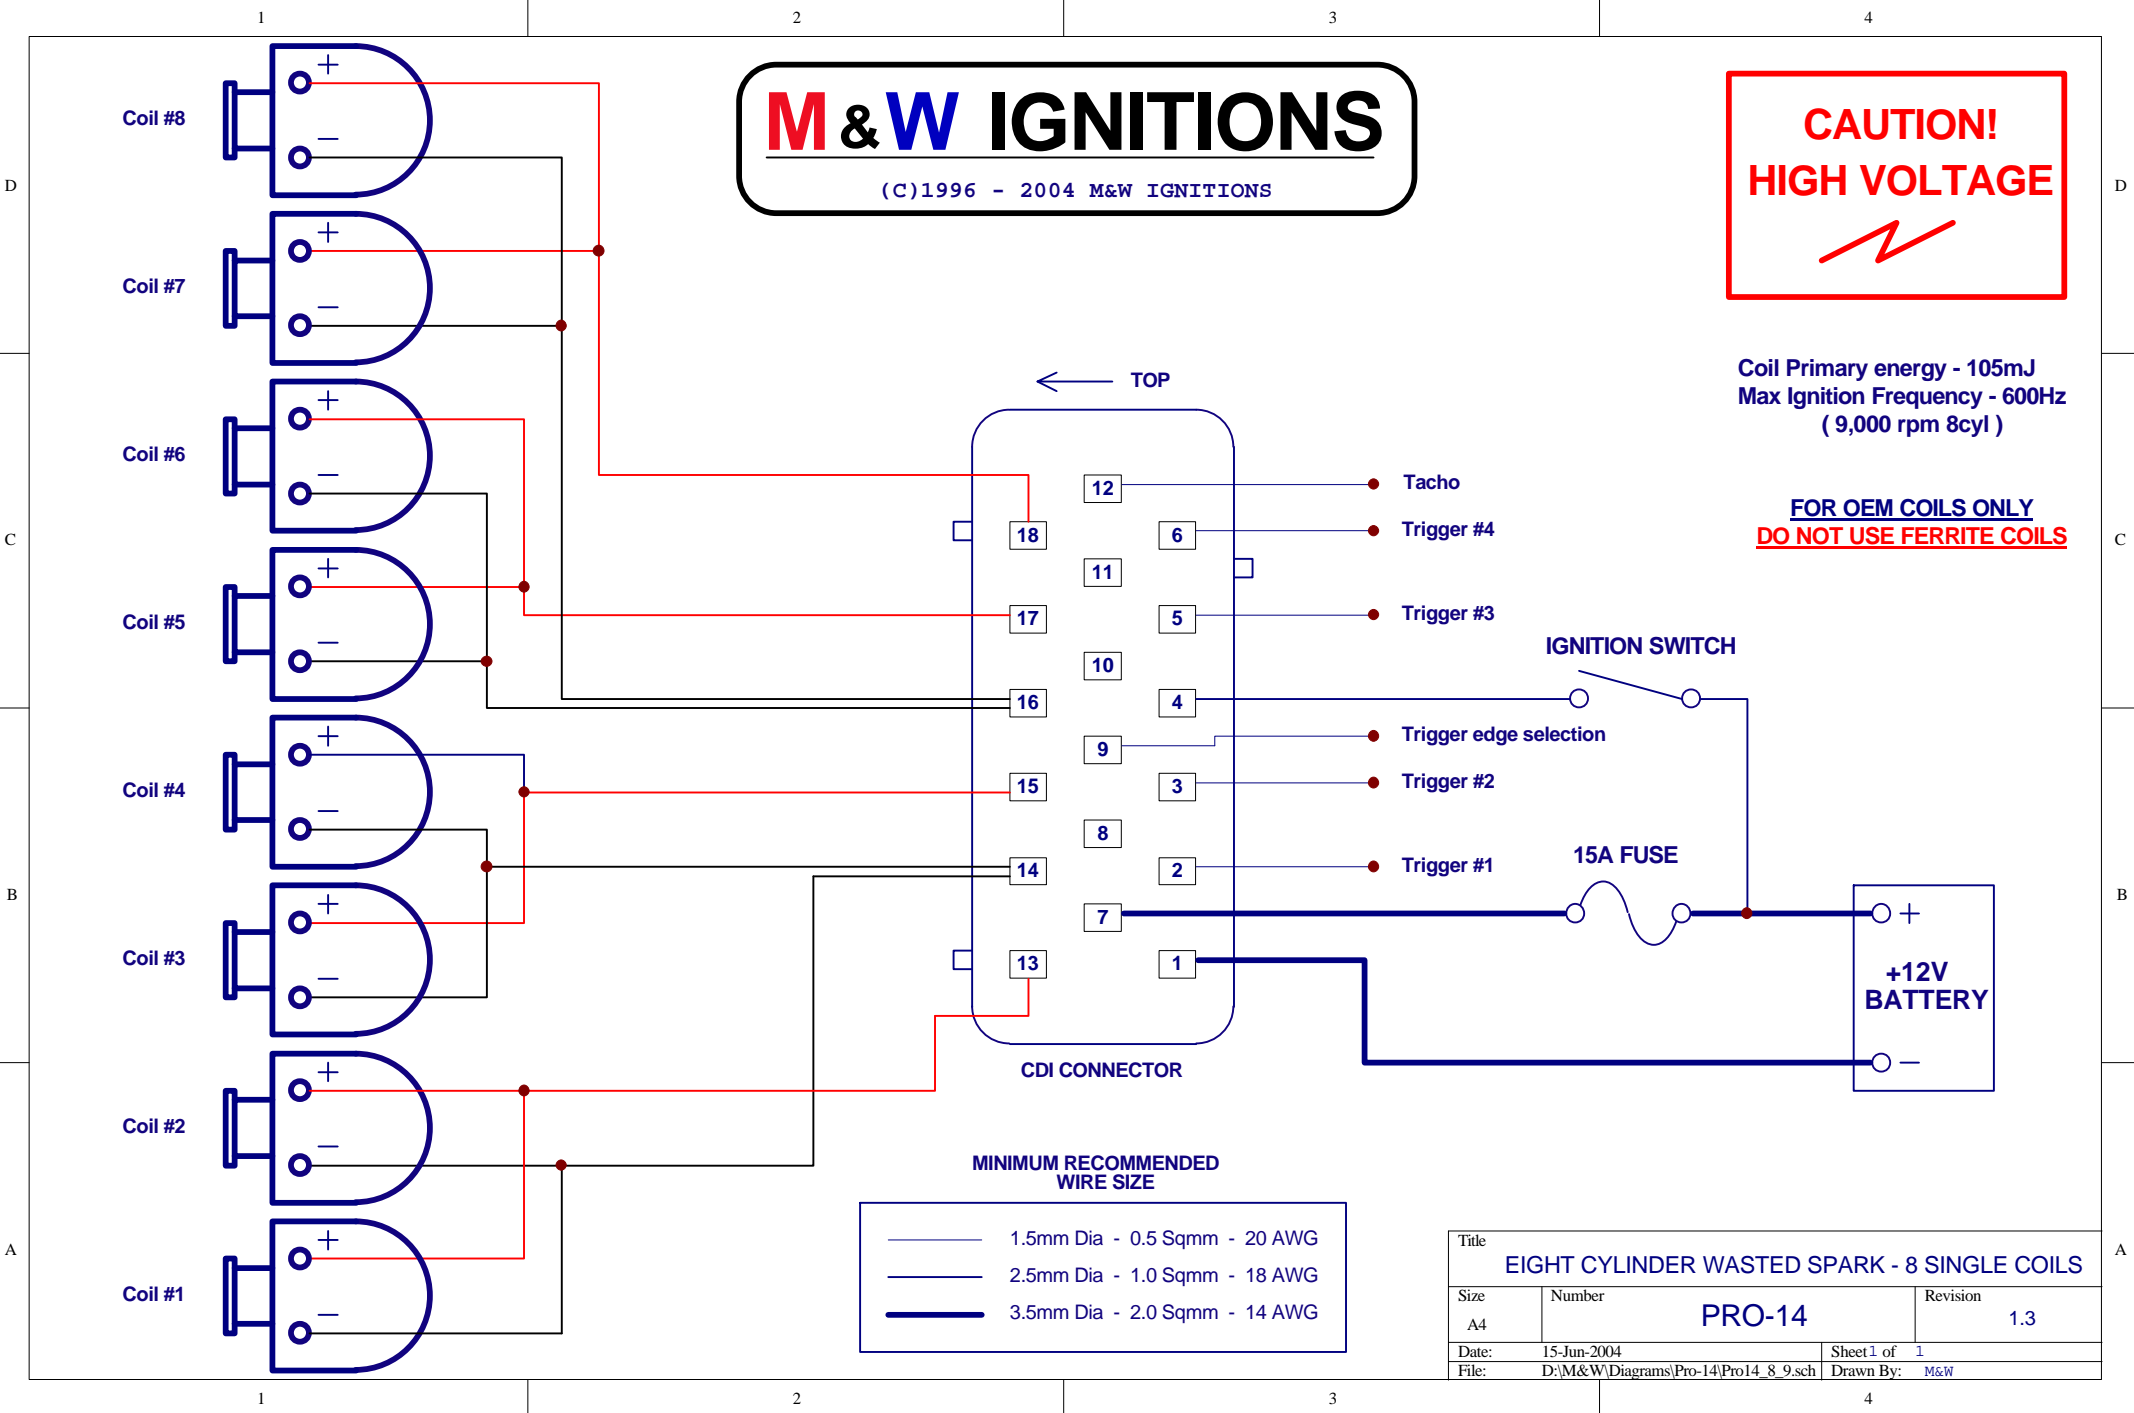 1 2 3 4
D D
C C
B B
A A
M & W IGNITIONS
(C)1996 - 2004 M&W IGNITIONS
CAUTION!
HIGH VOLTAGE
Coil Primary energy - 105mJ
Max Ignition Frequency - 600Hz
( 9,000 rpm 8cyl )
FOR OEM COILS ONLY
DO NOT USE FERRITE COILS
Coil #8
+
−
Coil #7
+
−
Coil #6
+
−
Coil #5
+
−
Coil #4
+
−
Coil #3
+
−
Coil #2
+
−
Coil #1
+
−
TOP
12
18
6
11
17
5
10
16
4
9
15
3
8
14
2
7
13
1
CDI CONNECTOR
Tacho
Trigger #4
Trigger #3
IGNITION SWITCH
Trigger edge selection
Trigger #2
15A FUSE
Trigger #1
+
+12V
BATTERY
−
MINIMUM RECOMMENDED
WIRE SIZE
1.5mm Dia - 0.5 Sqmm - 20 AWG
2.5mm Dia - 1.0 Sqmm - 18 AWG
3.5mm Dia - 2.0 Sqmm - 14 AWG
Title
EIGHT CYLINDER WASTED SPARK - 8 SINGLE COILS
Size Number Revision
A4 PRO-14 1.3
Date: 15-Jun-2004 Sheet 1 of 1
File: D:\M&W\Diagrams\Pro-14\Pro14_8_9.sch Drawn By: M&W
1 2 3 4